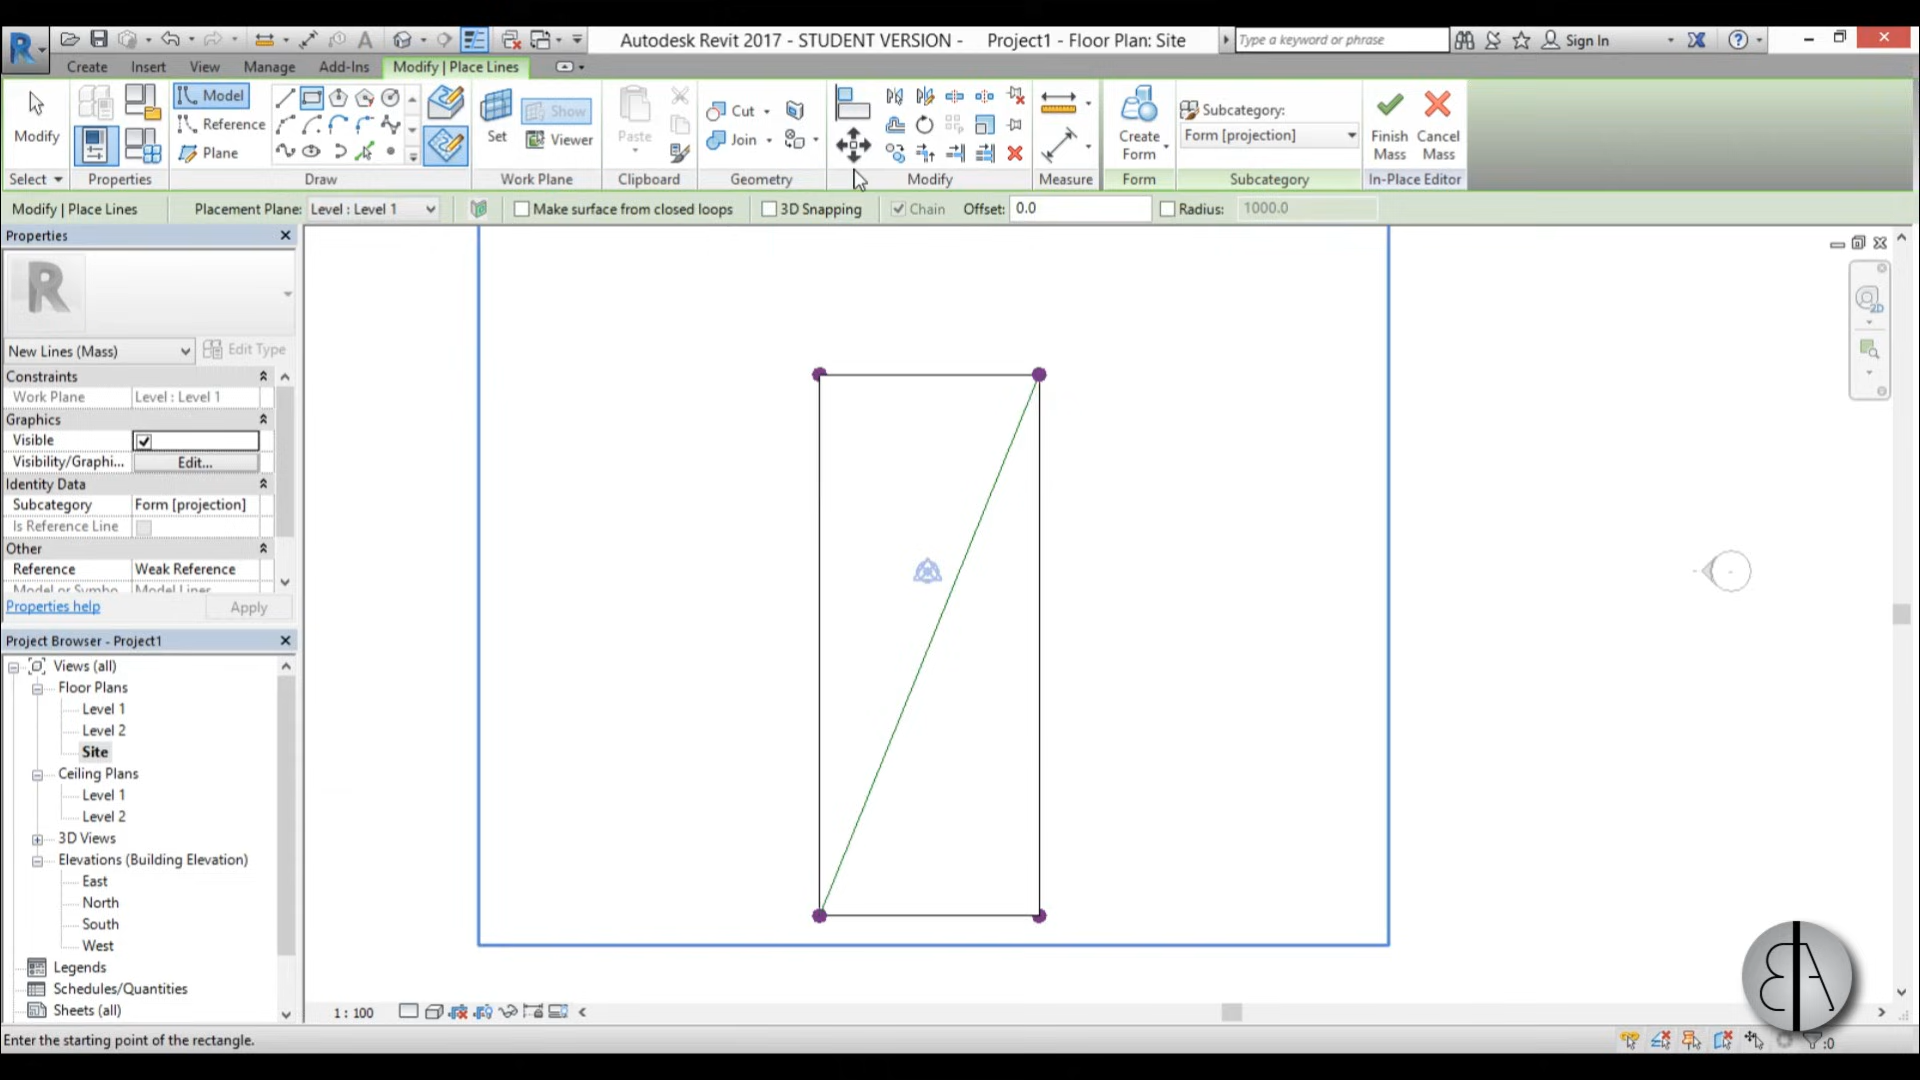 Autodesk Revit 2017 - STUDENT VERSION - Project1 - Floor Plan: Site
Type a keyword or phrase
Sign In
Create Insert View Manage Add-Ins Modify | Place Lines
Modify
Model
Reference
Plane
Set
Show
Viewer
Paste
Cut
Join
Create Form
Subcategory:
Form [projection]
Finish Mass
Cancel Mass
Select Properties Draw Work Plane Clipboard Geometry Modify Measure Form Subcategory In-Place Editor
Modify | Place Lines Placement Plane: Level : Level 1 Make surface from closed loops 3D Snapping Chain Offset: 0.0 Radius: 1000.0
Properties
R
New Lines (Mass) Edit Type
Constraints
Work Plane Level : Level 1
Graphics
Visible
Visibility/Graphi... Edit...
Identity Data
Subcategory Form [projection]
Is Reference Line
Other
Reference Weak Reference
Model or Symbo... Model Lines
Properties help Apply
Project Browser - Project1
Views (all)
Floor Plans
Level 1
Level 2
Site
Ceiling Plans
Level 1
Level 2
3D Views
Elevations (Building Elevation)
East
North
South
West
Legends
Schedules/Quantities
Sheets (all)
2D
1 : 100
Enter the starting point of the rectangle.
:0